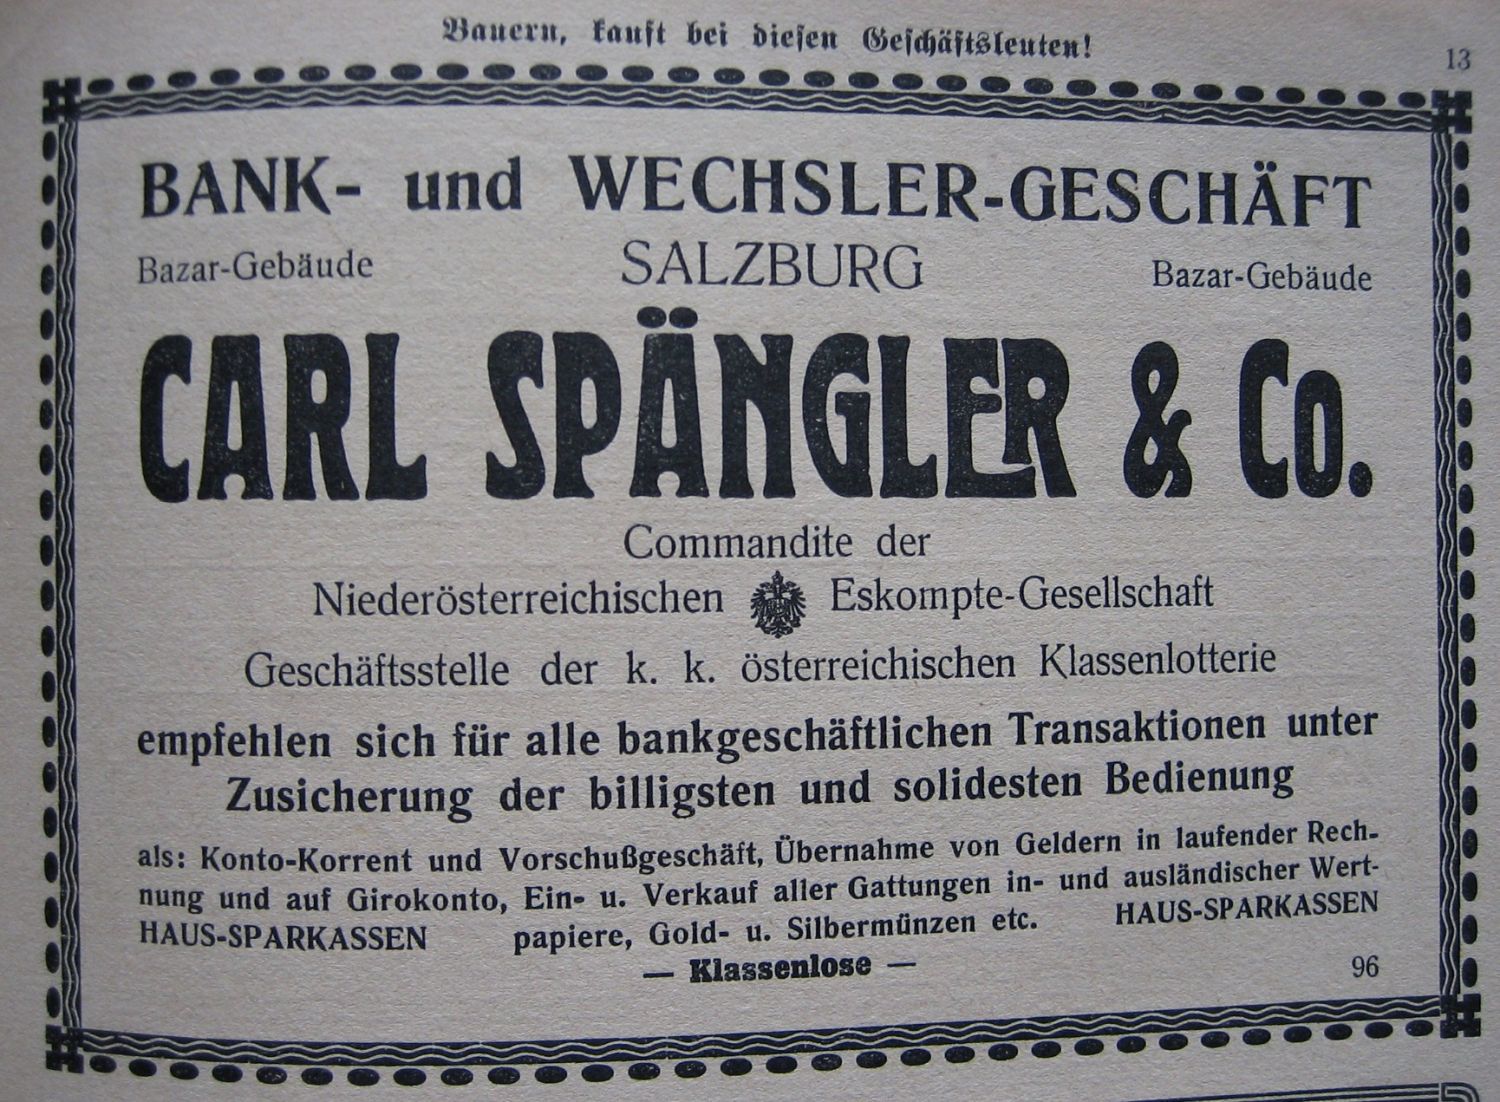 Bauern, kauft bei diesen Geschäftsleuten!
13
BANK- und WECHSLER-GESCHÄFT
Bazar-Gebäude SALZBURG Bazar-Gebäude
CARL SPÄNGLER & Co.
Commandite der
Niederösterreichischen Eskompte-Gesellschaft
Geschäftsstelle der k. k. österreichischen Klassenlotterie
empfehlen sich für alle bankgeschäftlichen Transaktionen unter
Zusicherung der billigsten und solidesten Bedienung
als: Konto-Korrent und Vorschußgeschäft, Übernahme von Geldern in laufender Rech-
nung und auf Girokonto, Ein- u. Verkauf aller Gattungen in- und ausländischer Wert-
HAUS-SPARKASSEN papiere, Gold- u. Silbermünzen etc. HAUS-SPARKASSEN
— Klassenlose —
96